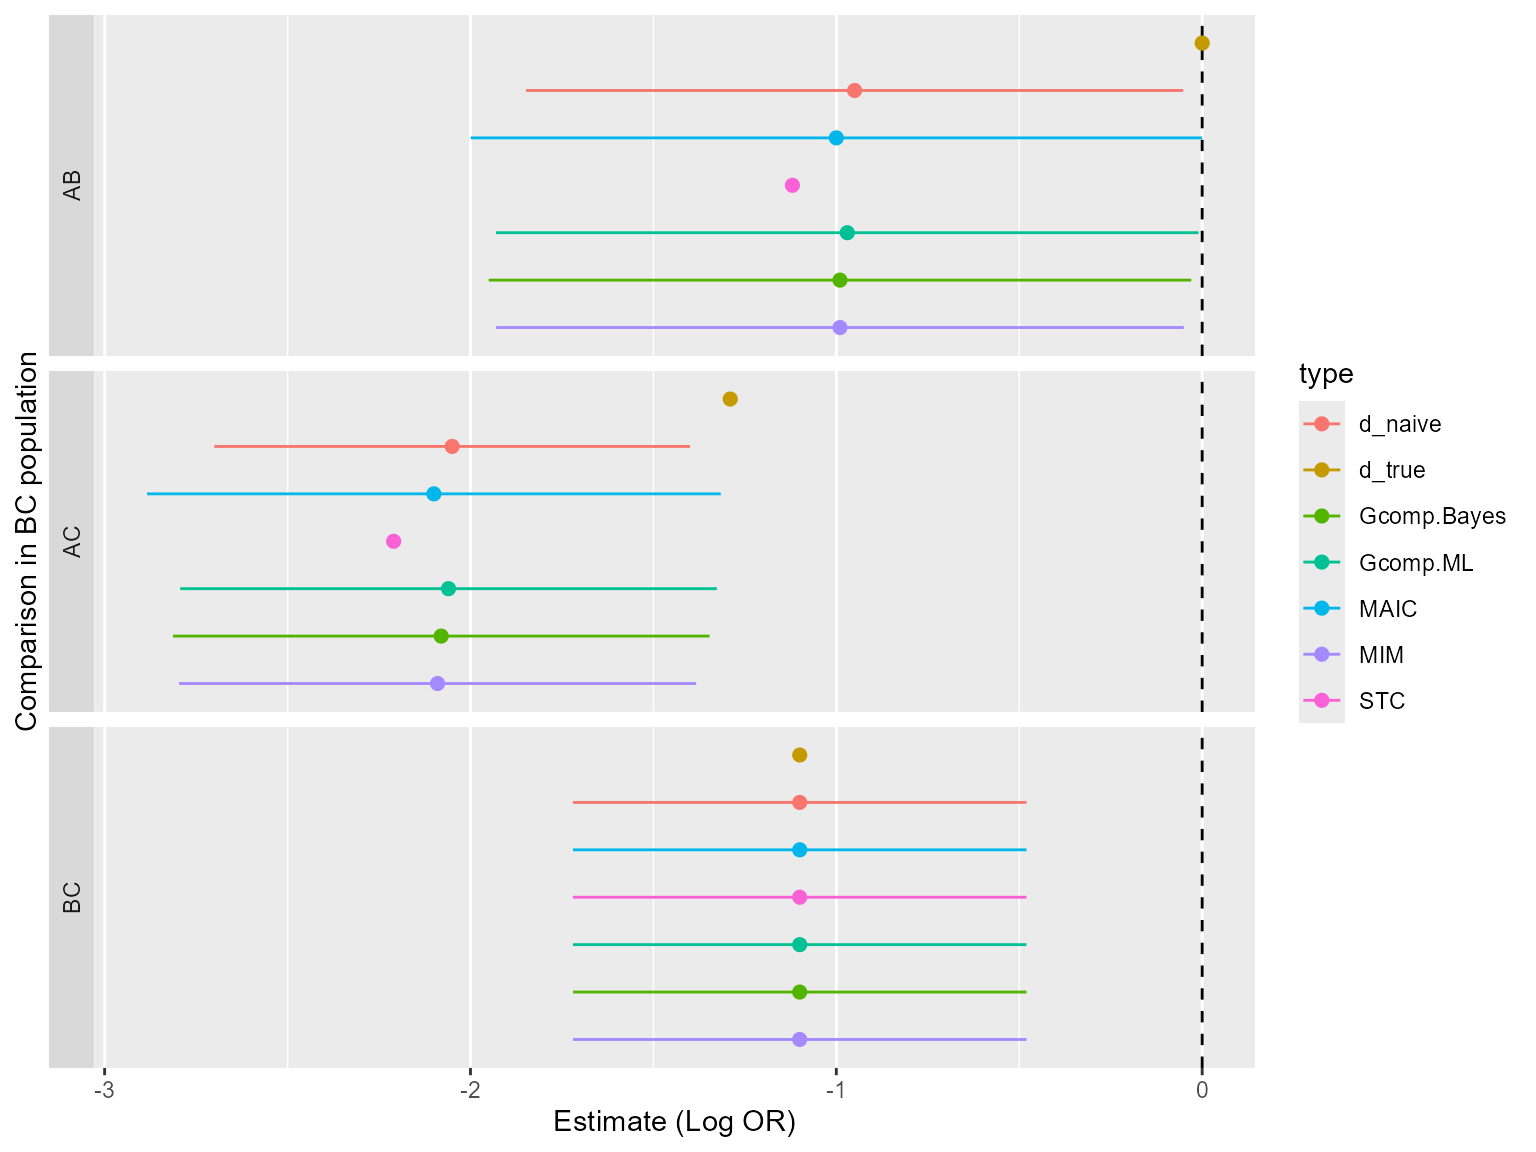 Comparison in BC population
AB
AC
BC
-3
-2
-1
0
Estimate (Log OR)
type
d_naive
d_true
Gcomp.Bayes
Gcomp.ML
MAIC
MIM
STC